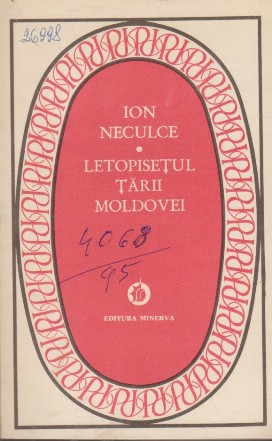 26998
ION
NECULCE
•
LETOPISEȚUL
ȚĂRII
MOLDOVEI
4068
95
EDITURA MINERVA